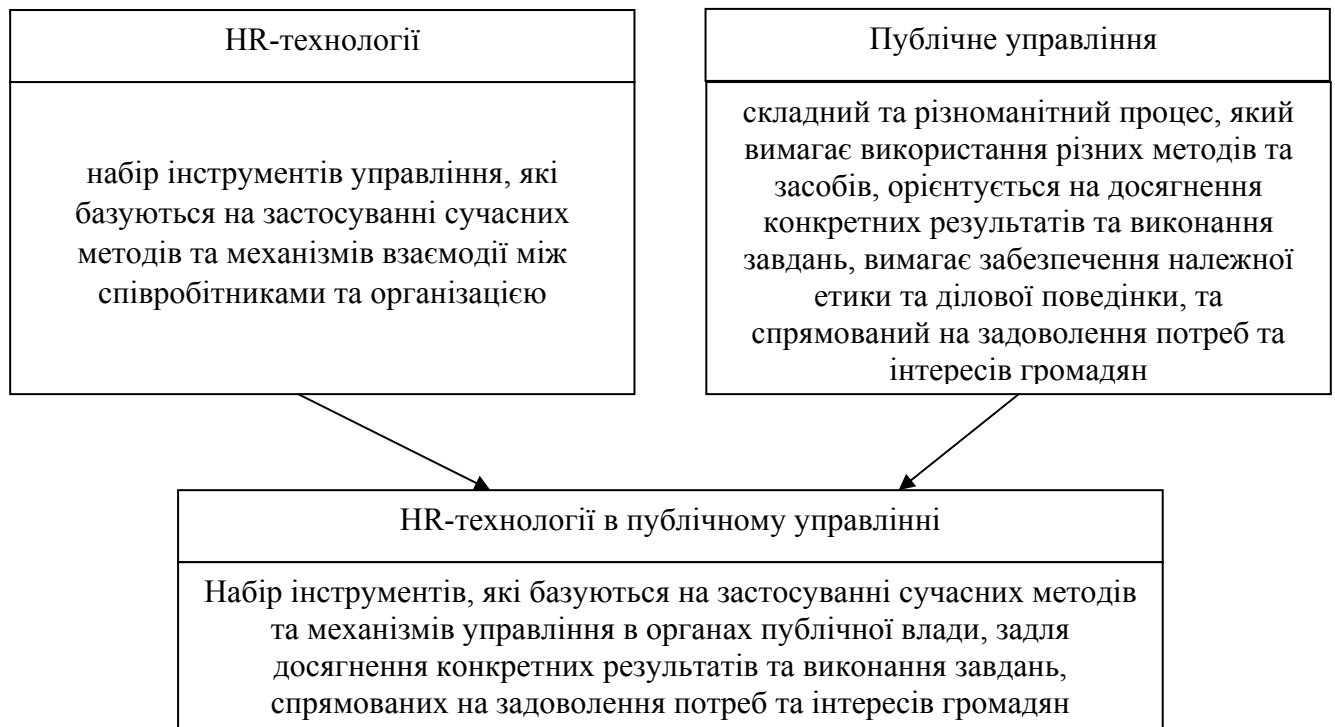 HR-технології
набір інструментів управління, які
базуються на застосуванні сучасних
методів та механізмів взаємодії між
співробітниками та організацією
Публічне управління
складний та різноманітний процес, який
вимагає використання різних методів та
засобів, орієнтується на досягнення
конкретних результатів та виконання
завдань, вимагає забезпечення належної
етики та ділової поведінки, та
спрямований на задоволення потреб та
інтересів громадян
HR-технології в публічному управлінні
Набір інструментів, які базуються на застосуванні сучасних методів
та механізмів управління в органах публічної влади, задля
досягнення конкретних результатів та виконання завдань,
спрямованих на задоволення потреб та інтересів громадян